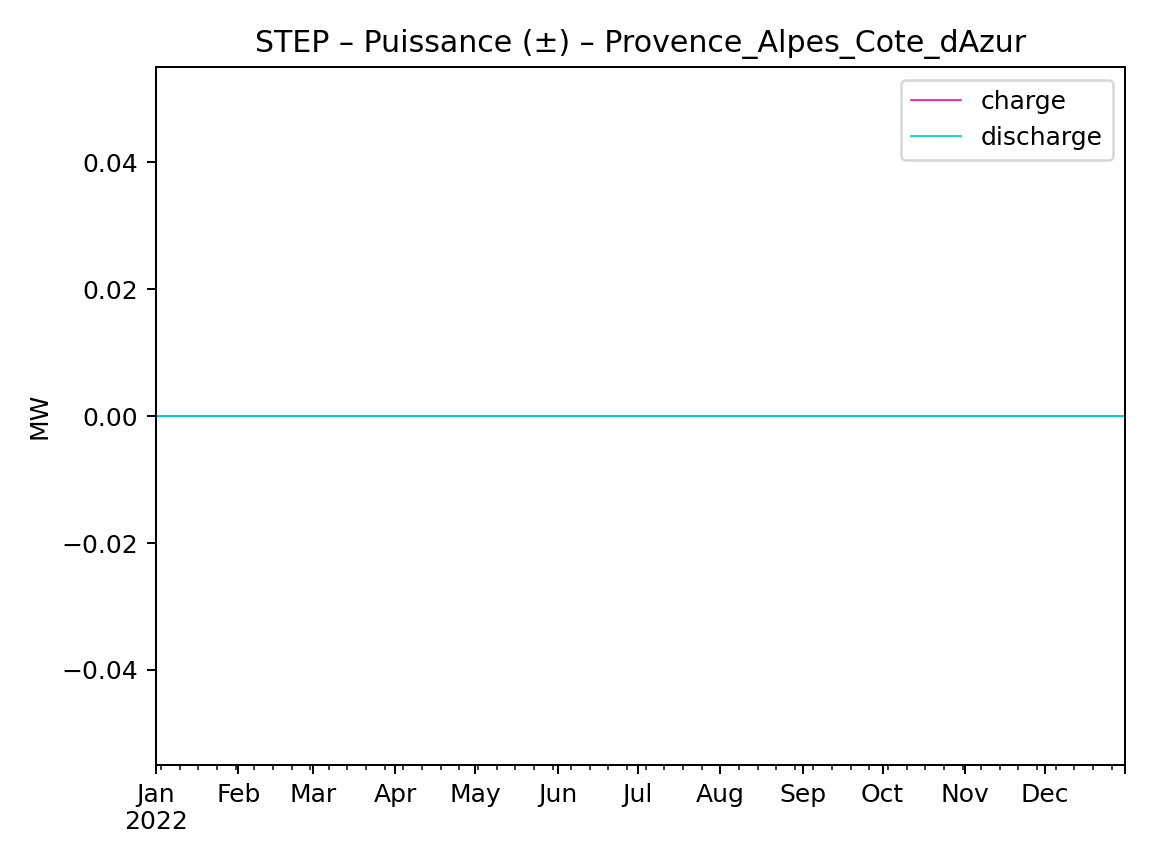 STEP – Puissance (±) – Provence_Alpes_Cote_dAzur
charge
discharge
MW
0.04
0.02
0.00
−0.02
−0.04
Jan Feb Mar Apr May Jun Jul Aug Sep Oct Nov Dec
2022